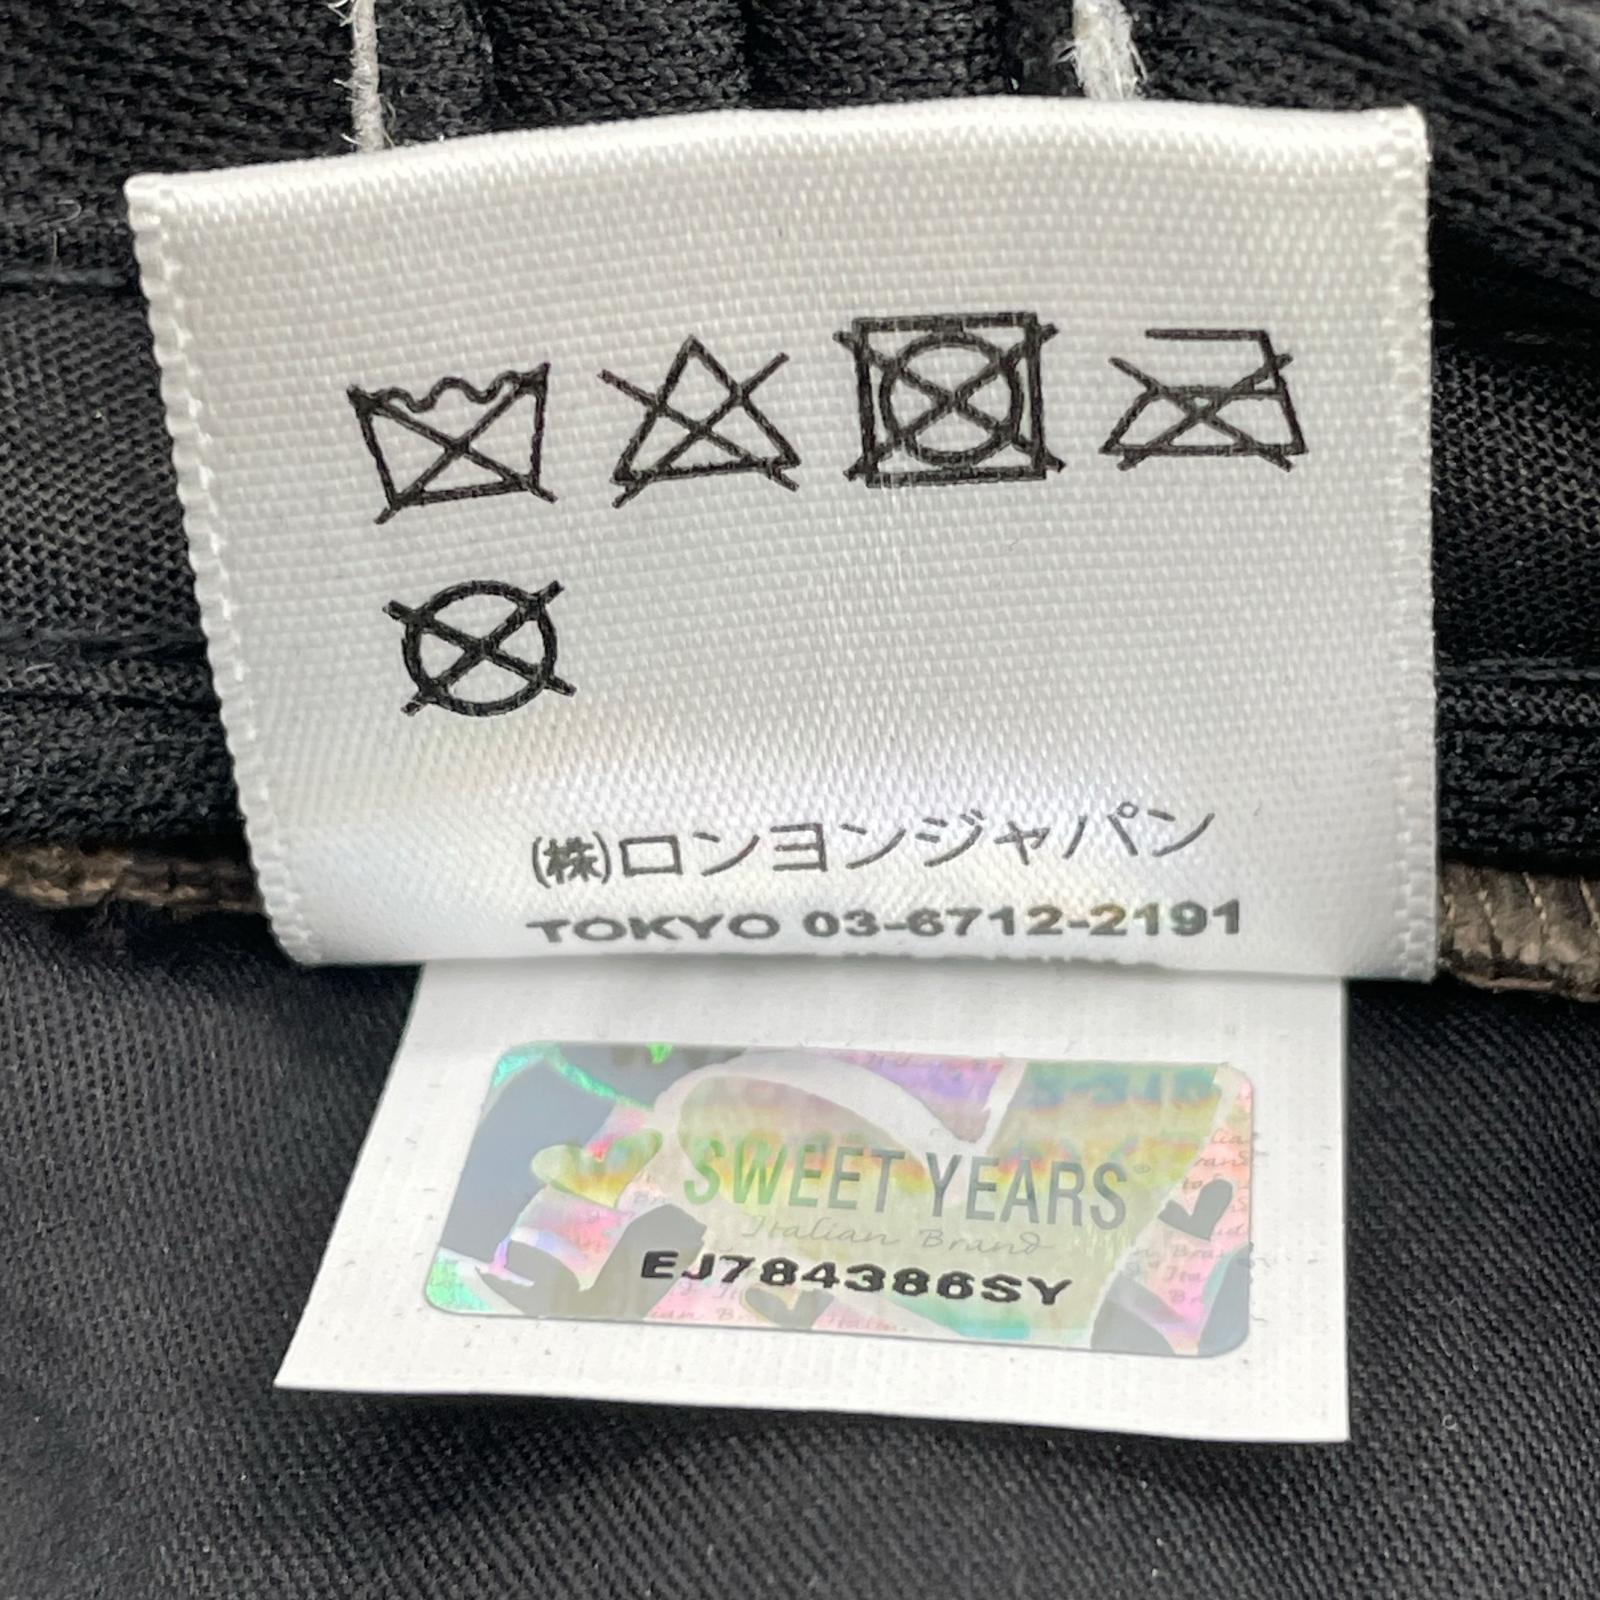 (株)ロンヨンジャパン
TOKYO 03-6712-2191
SWEET YEARS®
Italian Brand
EJ784386SY